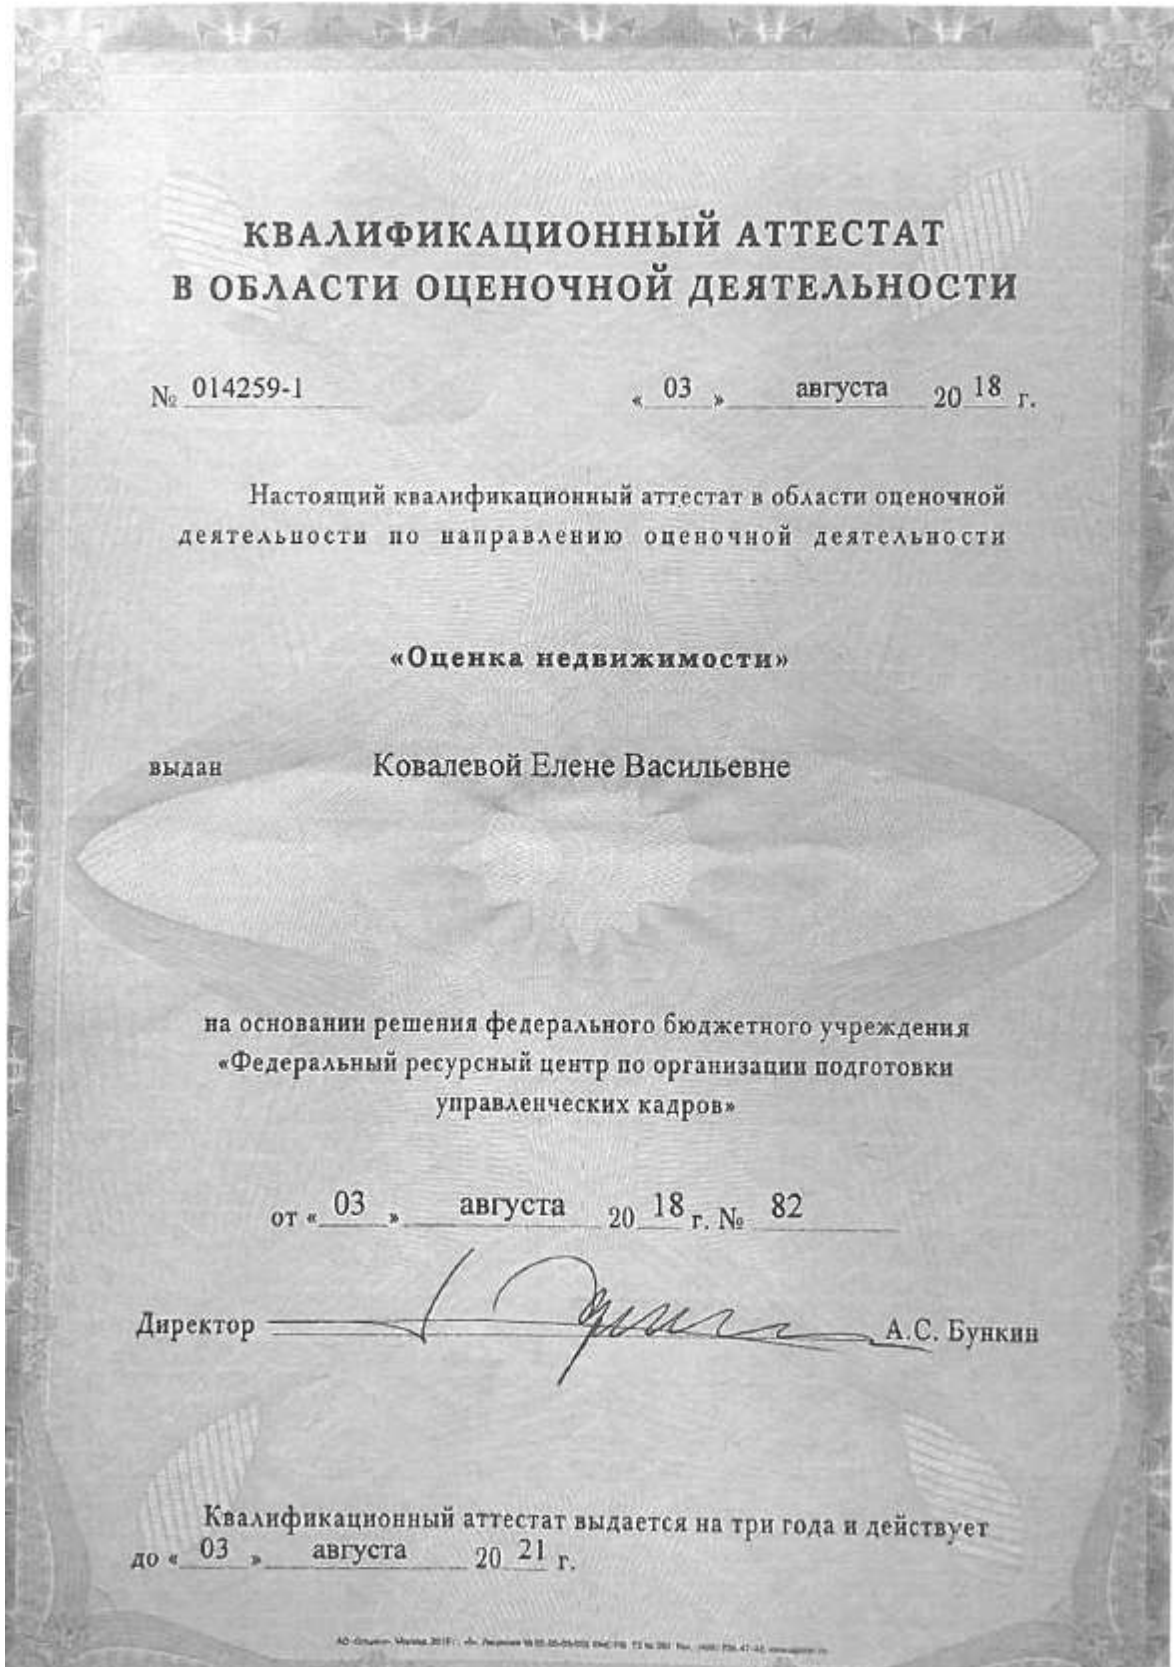 КВАЛИФИКАЦИОННЫЙ АТТЕСТАТ
В ОБЛАСТИ ОЦЕНОЧНОЙ ДЕЯТЕЛЬНОСТИ
№ 014259-1 « 03 » августа 20 18 г.
Настоящий квалификационный аттестат в области оценочной
деятельности по направлению оценочной деятельности
«Оценка недвижимости»
выдан Ковалевой Елене Васильевне
на основании решения федерального бюджетного учреждения
«Федеральный ресурсный центр по организации подготовки
управленческих кадров»
от « 03 » августа 20 18 г. № 82
Директор А.С. Бункин
Квалификационный аттестат выдается на три года и действует
до « 03 » августа 20 21 г.